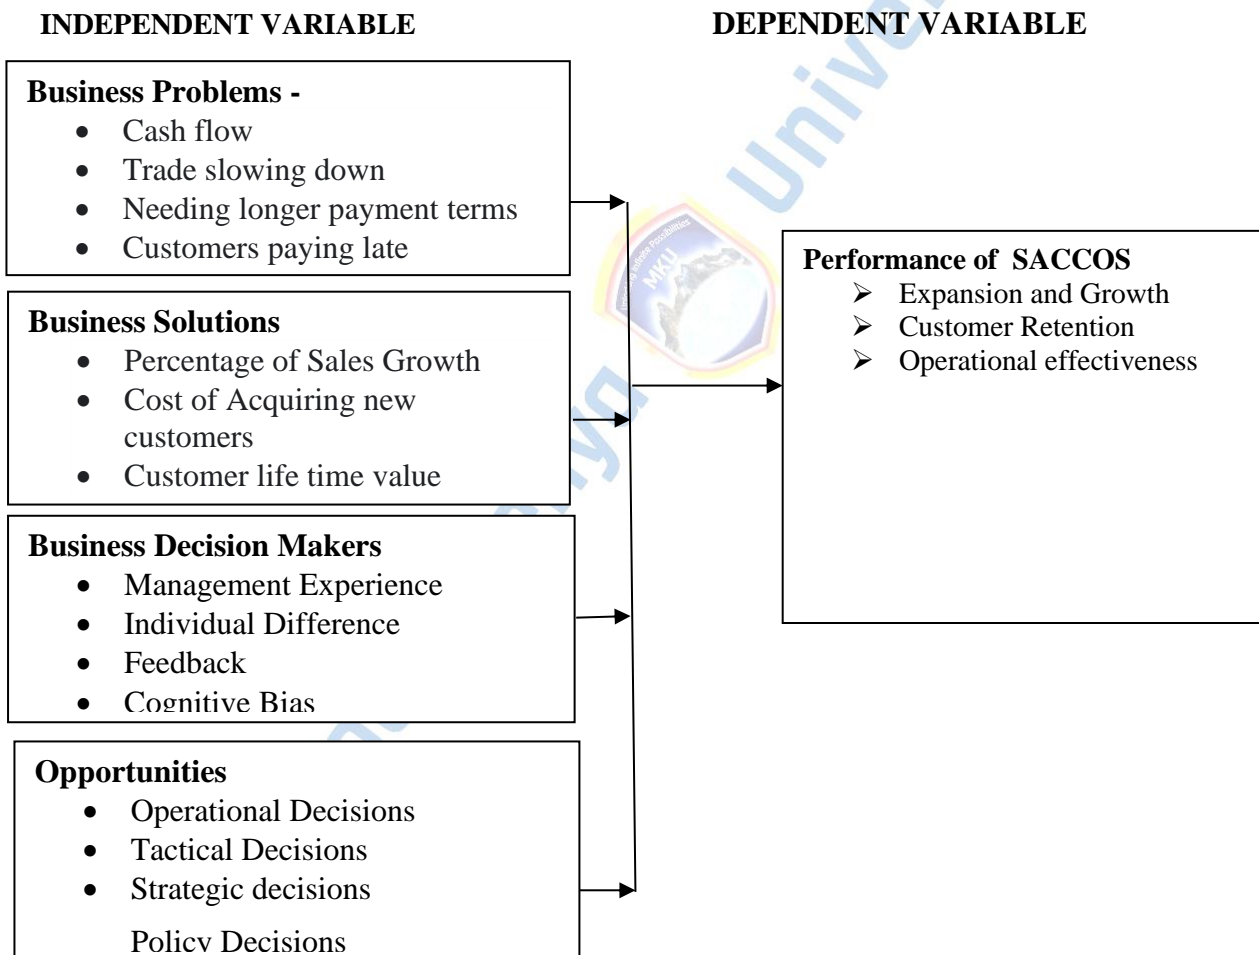 INDEPENDENT VARIABLE
DEPENDENT VARIABLE
Business Problems -
• Cash flow
• Trade slowing down
• Needing longer payment terms
• Customers paying late
Business Solutions
• Percentage of Sales Growth
• Cost of Acquiring new
customers
• Customer life time value
Business Decision Makers
• Management Experience
• Individual Difference
• Feedback
• Cognitive Bias
Opportunities
• Operational Decisions
• Tactical Decisions
• Strategic decisions
Policy Decisions
Performance of SACCOS
➢ Expansion and Growth
➢ Customer Retention
➢ Operational effectiveness
MKU
Infinite Possibilities